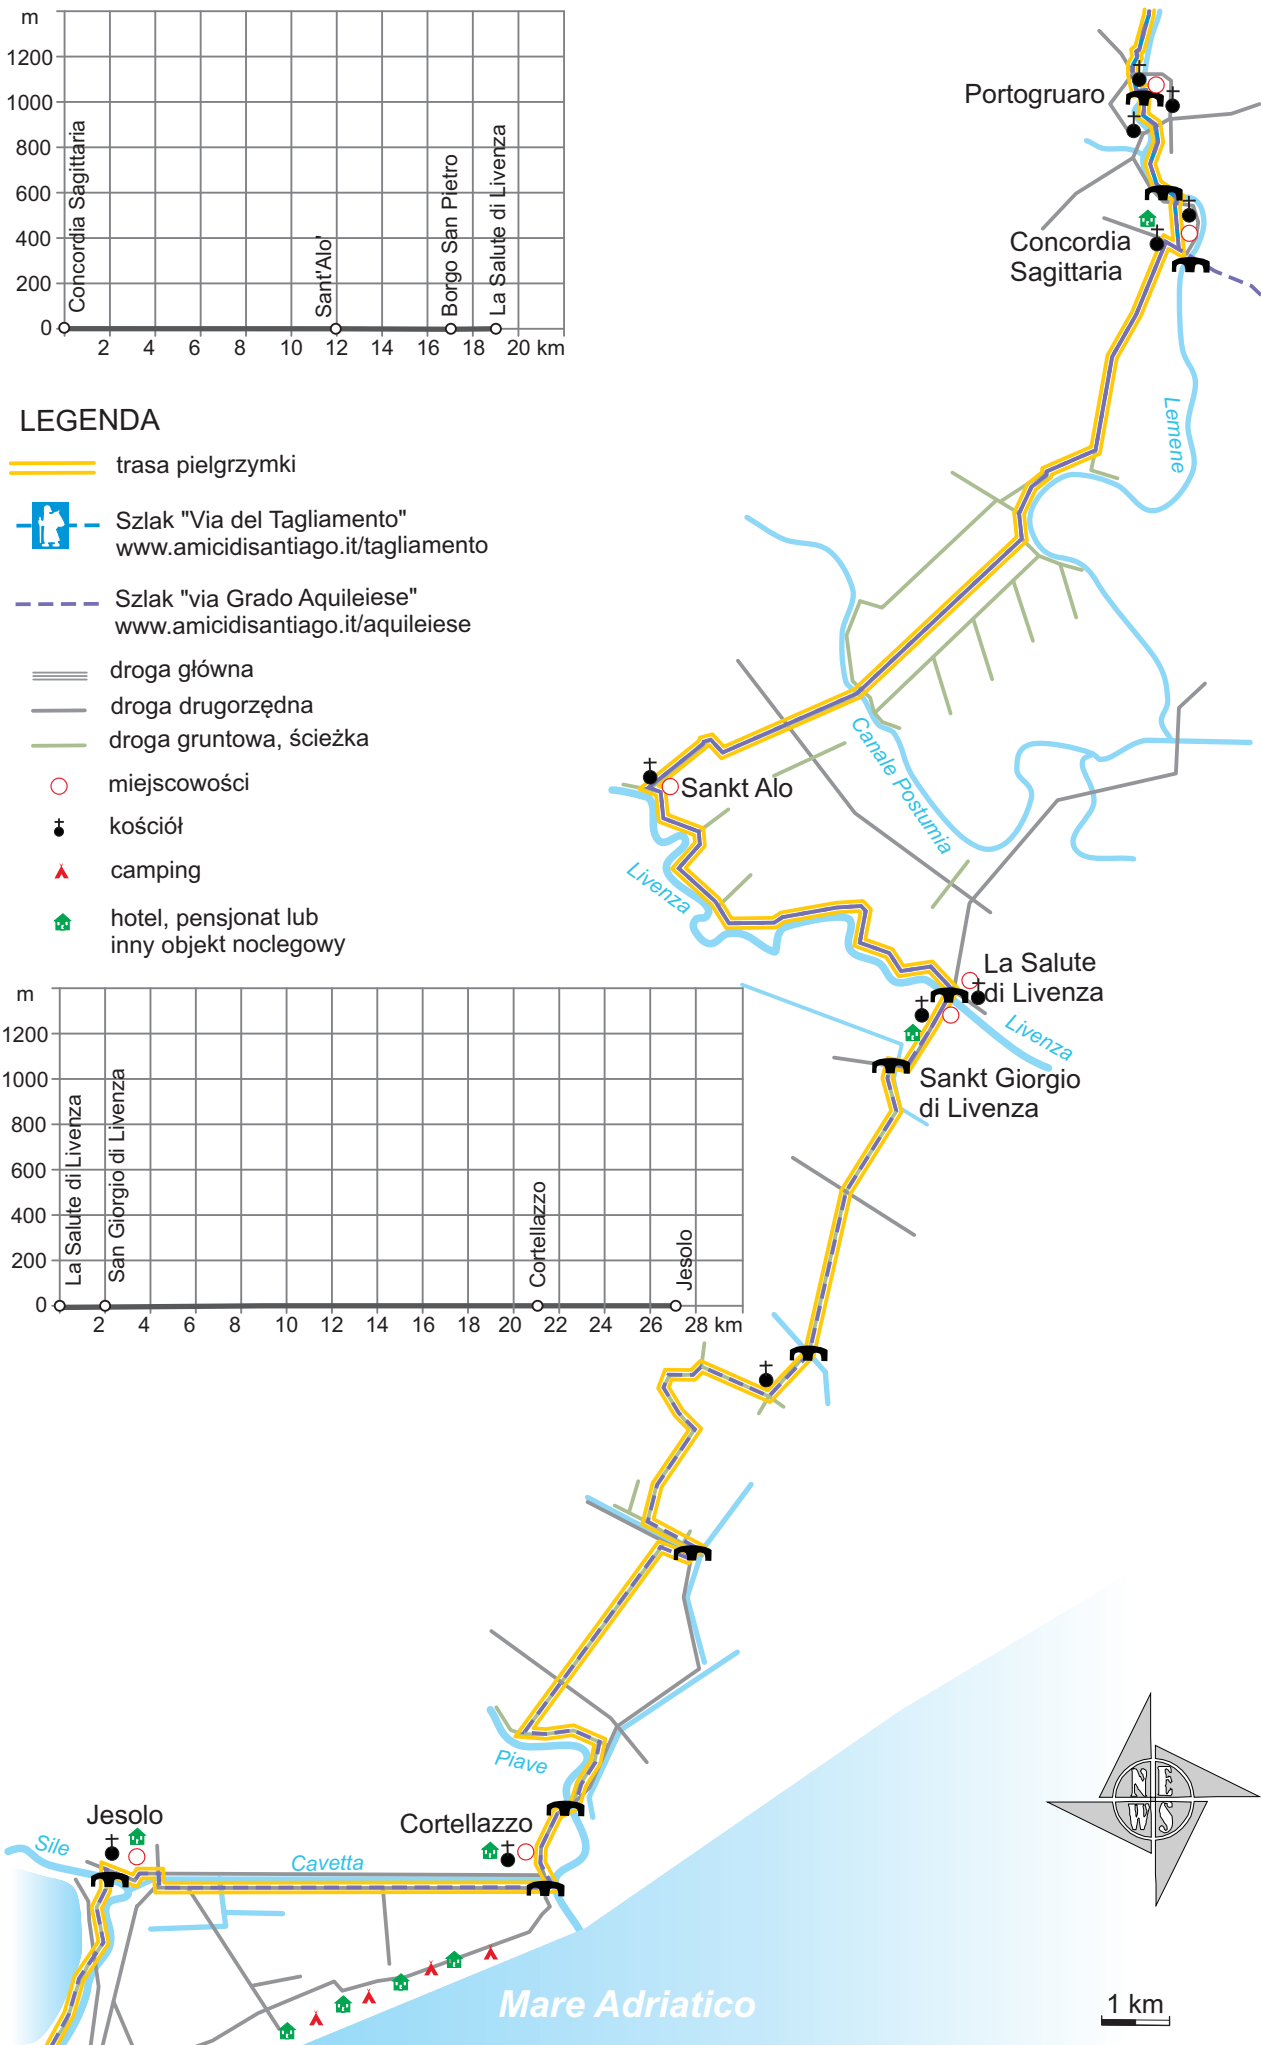 m
1200
1000
800
600
400
200
0
Concordia Sagittaria
Sant'Alo'
Borgo San Pietro
La Salute di Livenza
2 4 6 8 10 12 14 16 18 20 km
LEGENDA
trasa pielgrzymki
Szlak "Via del Tagliamento"
www.amicidisantiago.it/tagliamento
Szlak "via Grado Aquileiese"
www.amicidisantiago.it/aquileiese
droga główna
droga drugorzędna
droga gruntowa, ścieżka
miejscowości
kościół
camping
hotel, pensjonat lub
inny objekt noclegowy
m
1200
1000
800
600
400
200
0
La Salute di Livenza
San Giorgio di Livenza
Cortellazzo
Jesolo
2 4 6 8 10 12 14 16 18 20 22 24 26 28 km
Portogruaro
Concordia
Sagittaria
Lemene
Canale Postumia
Sankt Alo
Livenza
La Salute
di Livenza
Livenza
Sankt Giorgio
di Livenza
Piave
Jesolo
Cortellazzo
Sile
Cavetta
Mare Adriatico
N E
W S
1 km